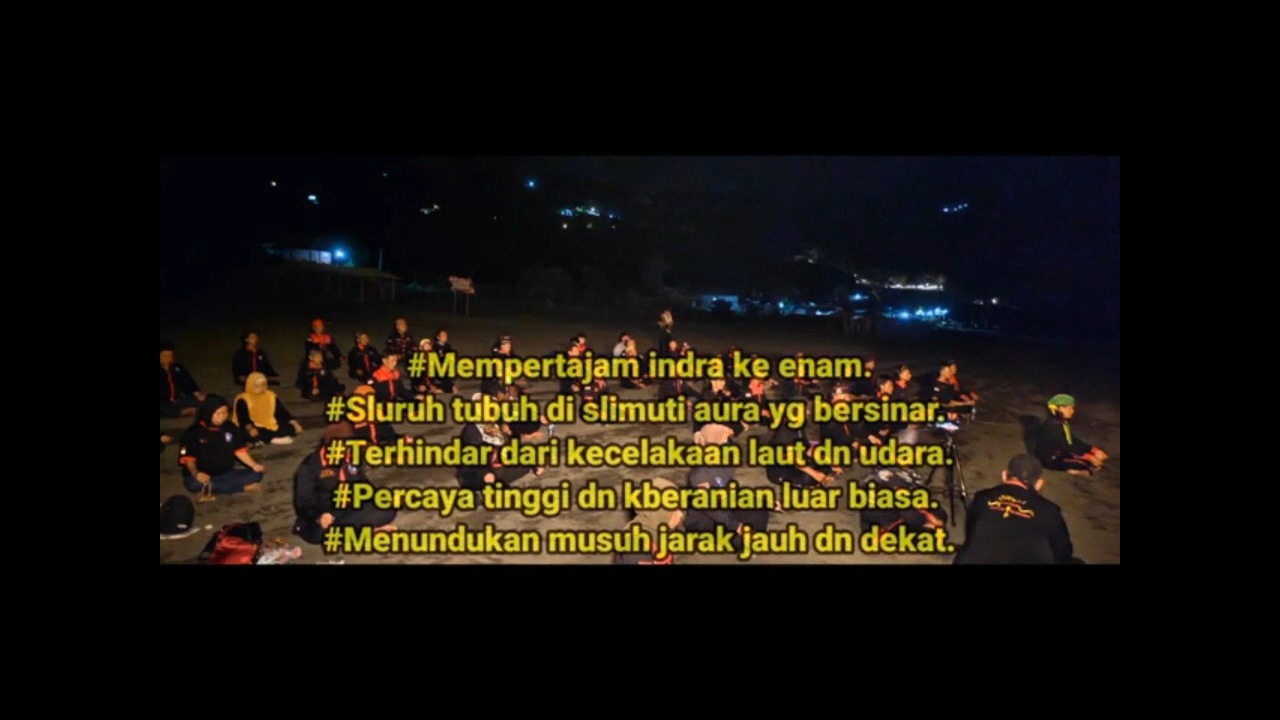 #Mempertajam indra ke enam.
#Sluruh tubuh di slimuti aura yg bersinar.
#Terhindar dari kecelakaan laut dn udara.
#Percaya tinggi dn kberanian luar biasa.
#Menundukan musuh jarak jauh dn dekat.